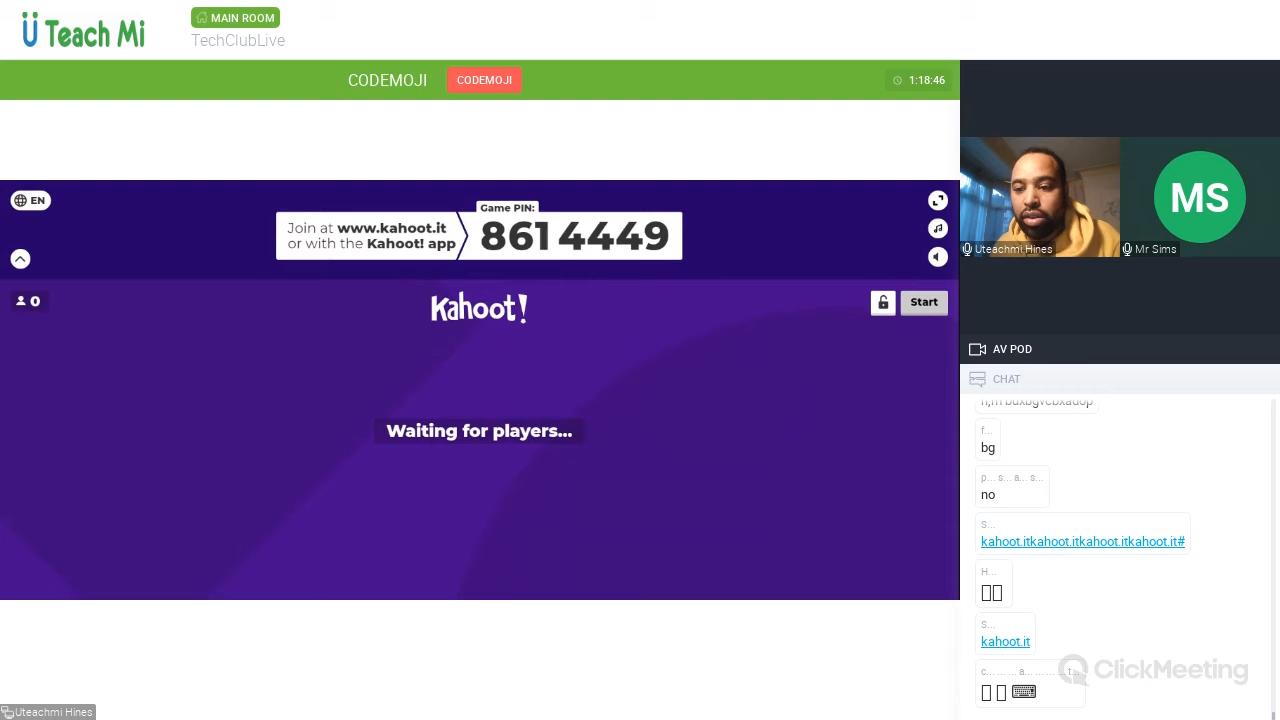 Ü Teach Mi
MAIN ROOM
TechClubLive
CODEMOJI
CODEMOJI
1:18:46
EN
Join at www.kahoot.it
or with the Kahoot! app
Game PIN:
861 4449
0
Kahoot!
Start
Waiting for players...
Uteachmi Hines
Uteachmi Hines
MS
Mr Sims
AV POD
CHAT
f...
bg
p... s... a... s...
no
S...
kahoot.itkahoot.itkahoot.itkahoot.it#
H...
S...
kahoot.it
c... ... ... a... ... ... ... t...
ClickMeeting